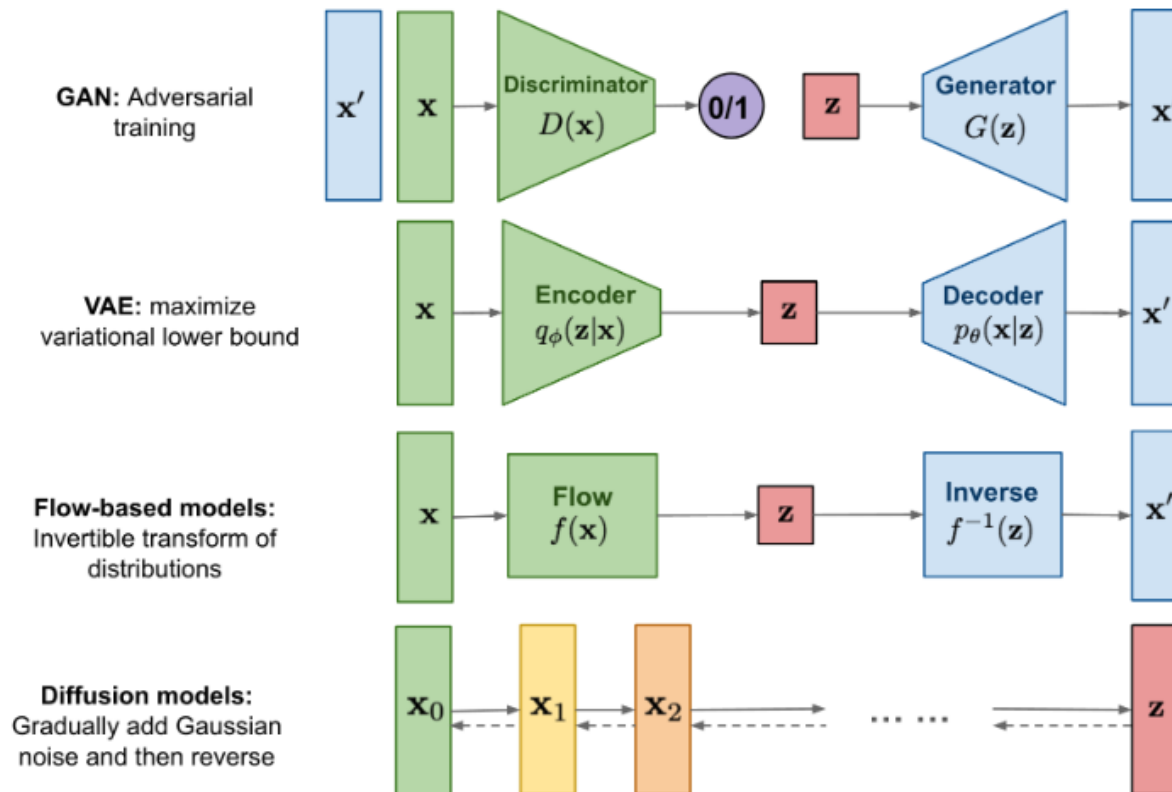 GAN: Adversarial
training
x′
x
Discriminator
D(x)
0/1
z
Generator
G(z)
x
VAE: maximize
variational lower bound
x
Encoder
qϕ(z|x)
z
Decoder
pθ(x|z)
x′
Flow-based models:
Invertible transform of
distributions
x
Flow
f(x)
z
Inverse
f⁻¹(z)
x′
Diffusion models:
Gradually add Gaussian
noise and then reverse
x₀
x₁
x₂
... ...
z